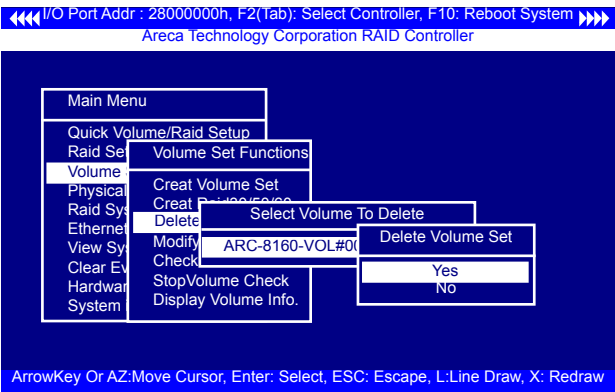 I/O Port Addr : 28000000h, F2(Tab): Select Controller, F10: Reboot System
Areca Technology Corporation RAID Controller
Main Menu
Quick Volume/Raid Setup
Raid Set
Volume
Physical
Raid Sys
Ethernet
View Sys
Clear Ev
Hardwar
System
Volume Set Functions
Creat Volume Set
Creat Raid30/50/60
Delete
Modify
Check
StopVolume Check
Display Volume Info.
Select Volume To Delete
ARC-8160-VOL#00
Delete Volume Set
Yes
No
ArrowKey Or AZ:Move Cursor, Enter: Select, ESC: Escape, L:Line Draw, X: Redraw